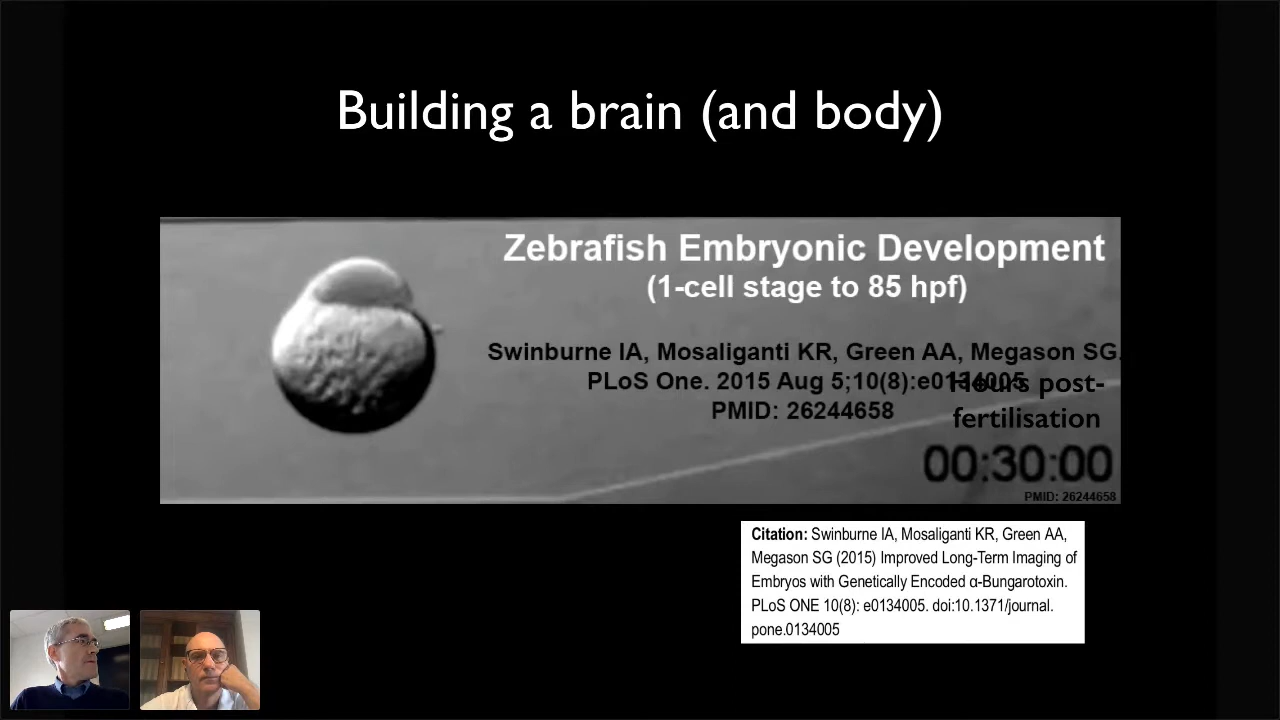 Building a brain (and body)
Zebrafish Embryonic Development
(1-cell stage to 85 hpf)
Swinburne IA, Mosaliganti KR, Green AA, Megason SG.
PLoS One. 2015 Aug 5;10(8):e0134005
Hours post-
PMID: 26244658
fertilisation
00:30:00
PMID: 26244658
Citation: Swinburne IA, Mosaliganti KR, Green AA,
Megason SG (2015) Improved Long-Term Imaging of
Embryos with Genetically Encoded α-Bungarotoxin.
PLoS ONE 10(8): e0134005. doi:10.1371/journal.
pone.0134005